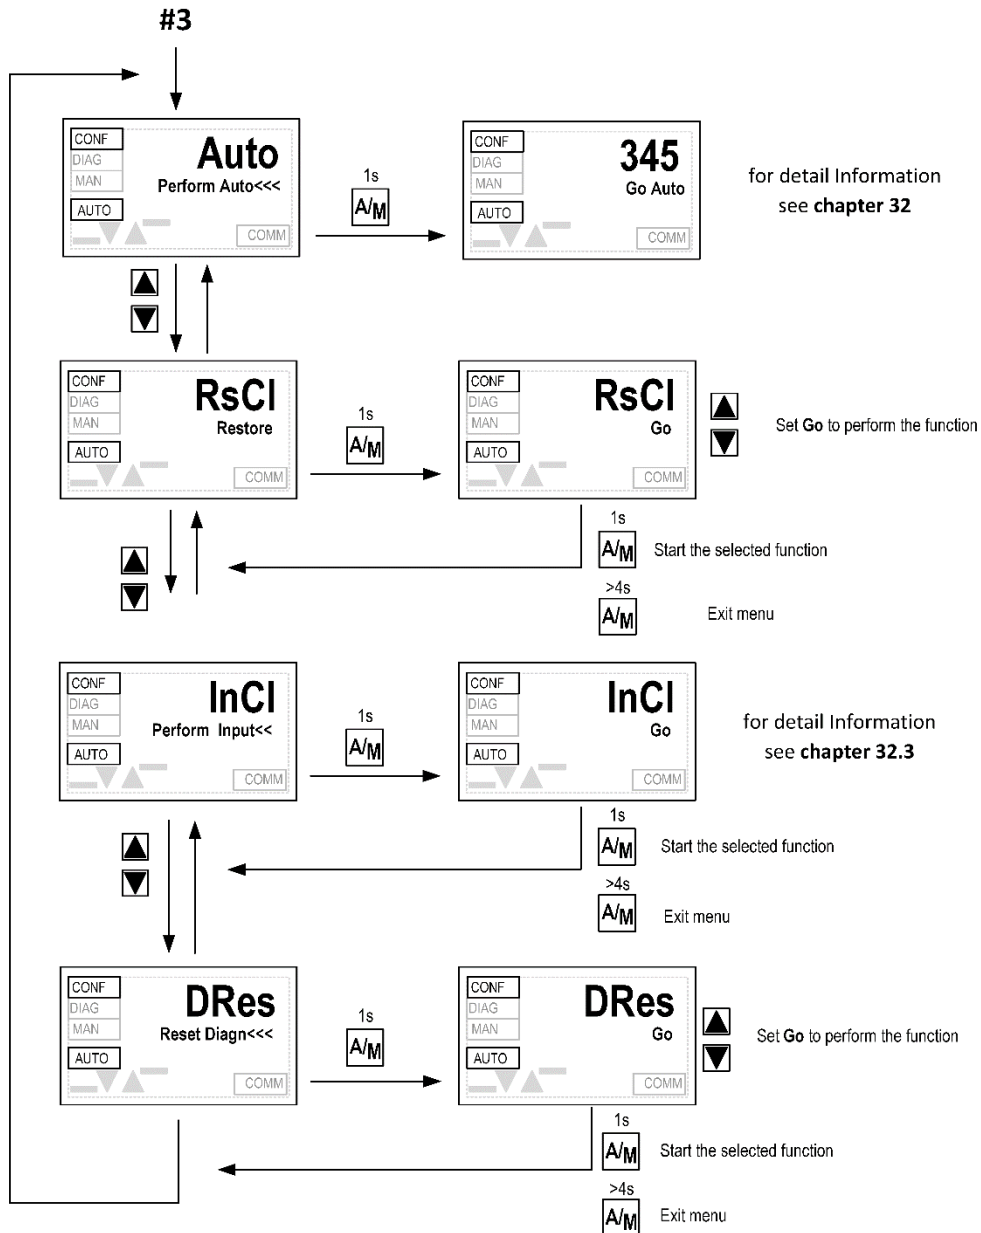 #3
CONF
DIAG
MAN
AUTO
Auto
Perform Auto<<<
COMM
1s
A/M
CONF
DIAG
MAN
AUTO
345
Go Auto
COMM
for detail Information
see chapter 32
CONF
DIAG
MAN
AUTO
RsCl
Restore
COMM
1s
A/M
CONF
DIAG
MAN
AUTO
RsCl
Go
COMM
Set Go to perform the function
1s
A/M Start the selected function
>4s
A/M Exit menu
CONF
DIAG
MAN
AUTO
InCl
Perform Input<<
COMM
1s
A/M
CONF
DIAG
MAN
AUTO
InCl
Go
COMM
for detail Information
see chapter 32.3
1s
A/M Start the selected function
>4s
A/M Exit menu
CONF
DIAG
MAN
AUTO
DRes
Reset Diagn<<<
COMM
1s
A/M
CONF
DIAG
MAN
AUTO
DRes
Go
COMM
Set Go to perform the function
1s
A/M Start the selected function
>4s
A/M Exit menu